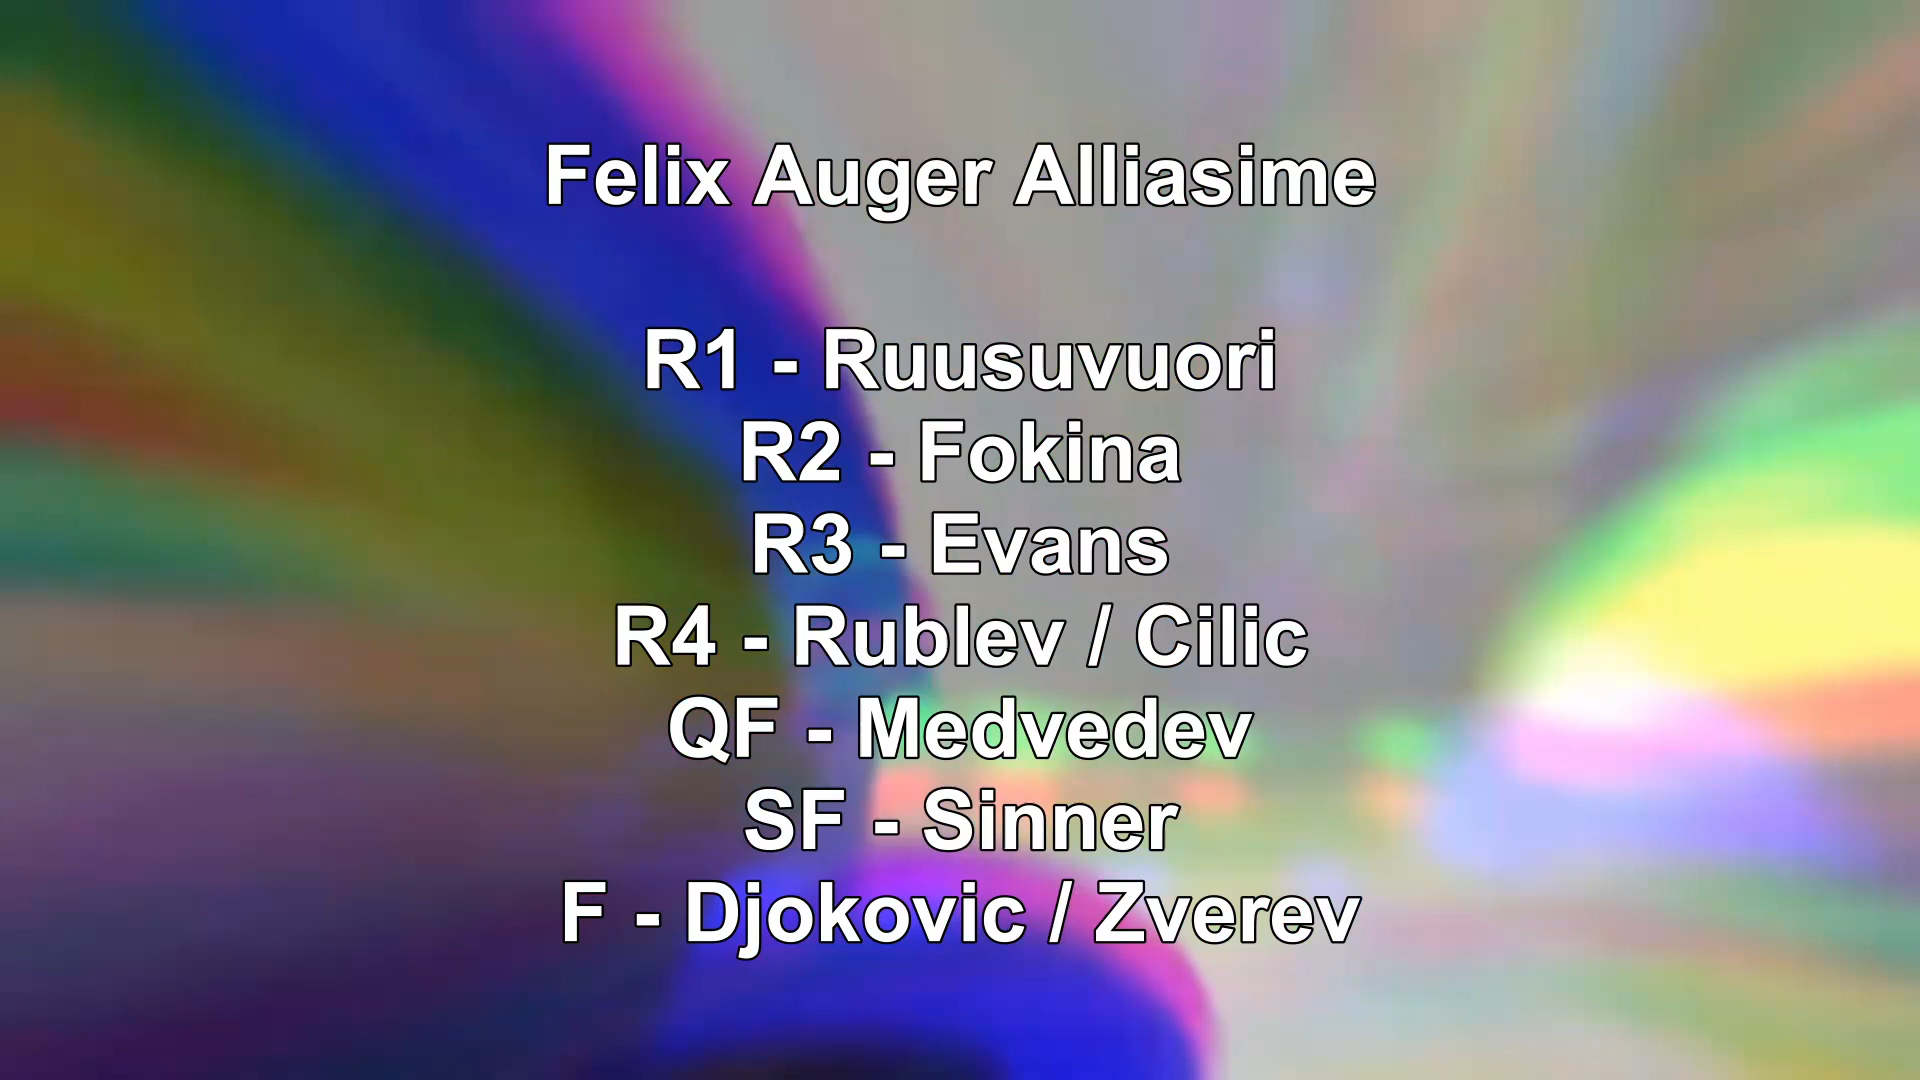 Felix Auger Alliasime
R1 - Ruusuvuori
R2 - Fokina
R3 - Evans
R4 - Rublev / Cilic
QF - Medvedev
SF - Sinner
F - Djokovic / Zverev